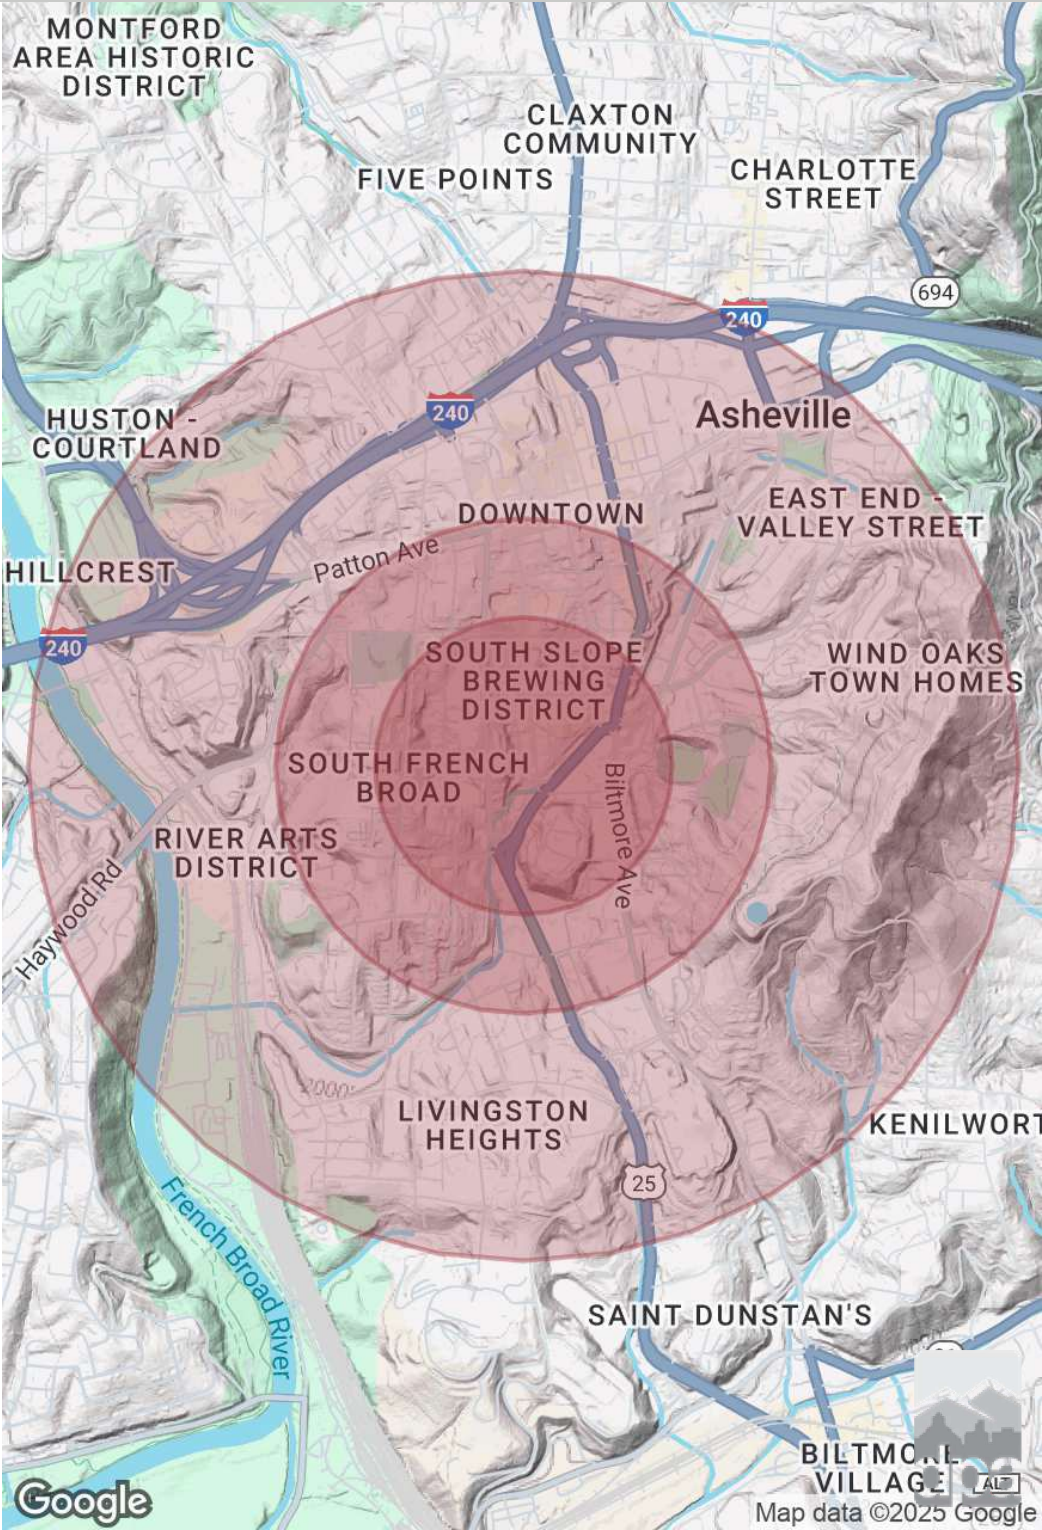 MONTFORD
AREA HISTORIC
DISTRICT
CLAXTON
COMMUNITY
FIVE POINTS
CHARLOTTE
STREET
694
240
240
Asheville
HUSTON -
COURTLAND
DOWNTOWN
EAST END -
VALLEY STREET
Patton Ave
HILLCREST
240
SOUTH SLOPE
BREWING
DISTRICT
WIND OAKS
TOWN HOMES
SOUTH FRENCH
BROAD
Biltmore Ave
RIVER ARTS
DISTRICT
Haywood Rd
2000'
LIVINGSTON
HEIGHTS
KENILWORT
25
French Broad River
SAINT DUNSTAN'S
BILTMORE
VILLAGE
ALT
Google
Map data ©2025 Google